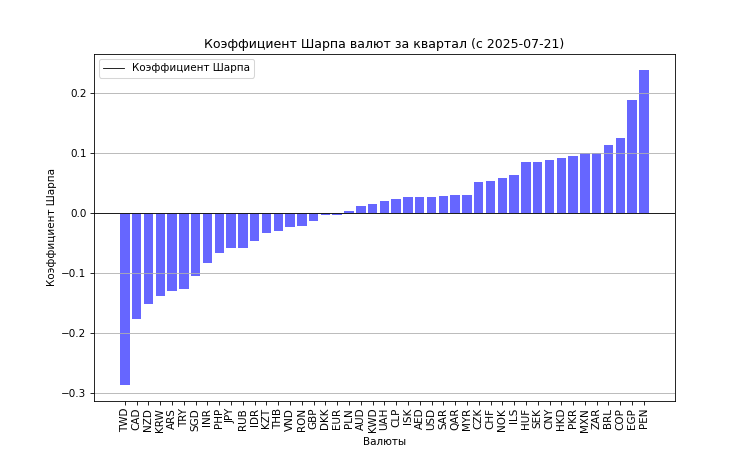 Коэффициент Шарпа валют за квартал (с 2025-07-21)
Коэффициент Шарпа
Коэффициент Шарпа
0.2
0.1
0.0
−0.1
−0.2
−0.3
TWD CAD NZD KRW ARS TRY SGD INR PHP JPY RUB IDR KZT THB VND RON GBP DKK EUR PLN AUD KWD UAH CLP ISK AED USD SAR QAR MYR CZK CHF NOK ILS HUF SEK CNY HKD PKR MXN ZAR BRL COP EGP PEN
Валюты